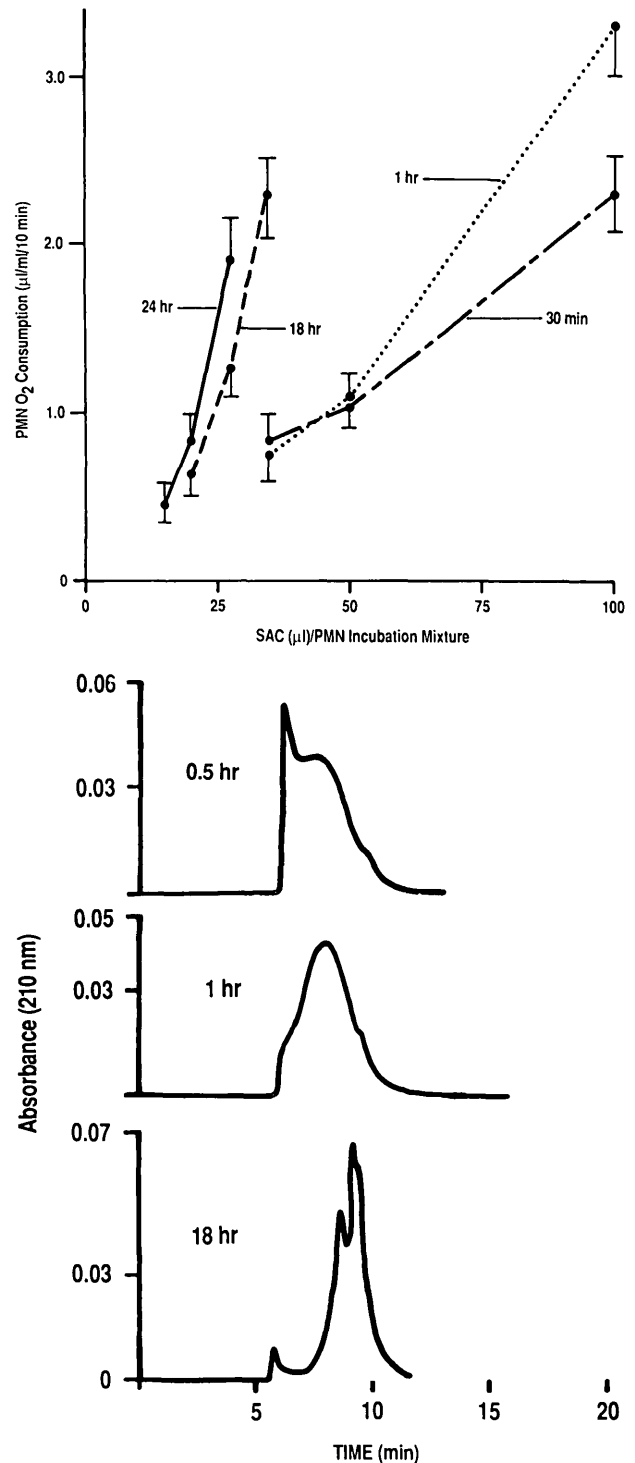 3.0
2.0
1.0
0
PMN O2 Consumption (µl/ml/10 min)
24 hr
18 hr
1 hr
30 min
0
25
50
75
100
SAC (µl)/PMN Incubation Mixture
0.06
0.03
0.5 hr
0.05
0.03
1 hr
Absorbance (210 nm)
0.07
0.03
0
18 hr
5
10
15
20
TIME (min)